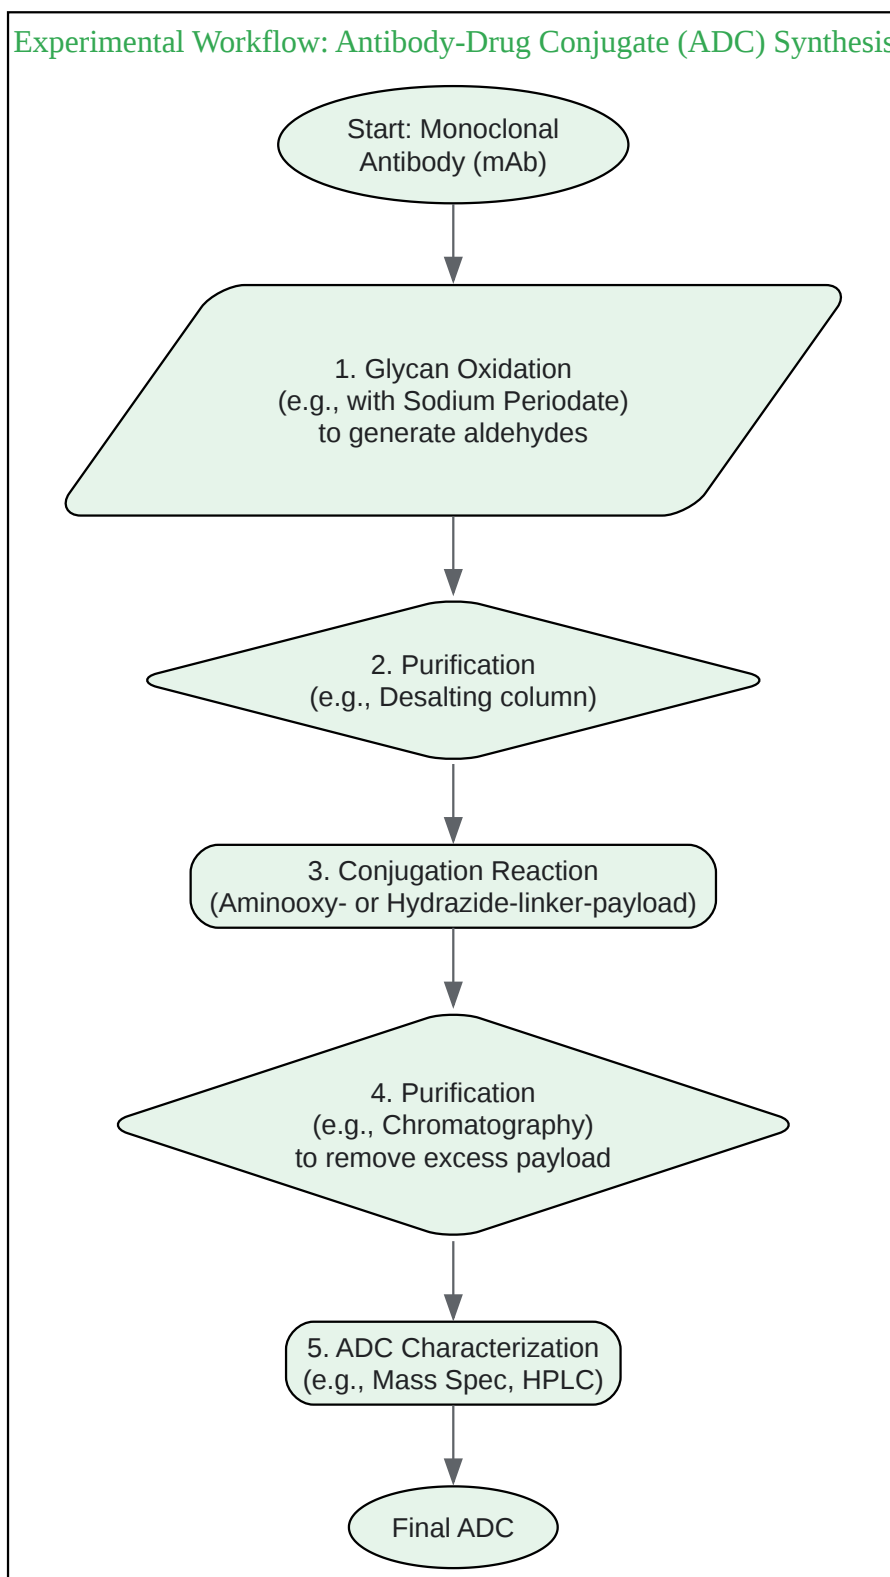 Experimental Workflow: Antibody-Drug Conjugate (ADC) Synthesis
Start: Monoclonal
Antibody (mAb)
1. Glycan Oxidation
(e.g., with Sodium Periodate)
to generate aldehydes
2. Purification
(e.g., Desalting column)
3. Conjugation Reaction
(Aminooxy- or Hydrazide-linker-payload)
4. Purification
(e.g., Chromatography)
to remove excess payload
5. ADC Characterization
(e.g., Mass Spec, HPLC)
Final ADC